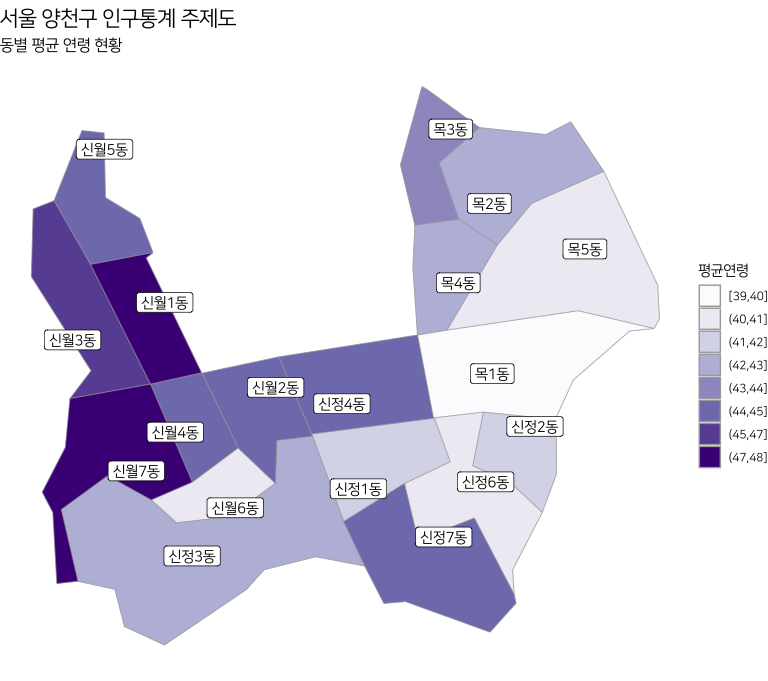 서울 양천구 인구통계 주제도
동별 평균 연령 현황
목3동
신월5동
목2동
목5동
목4동
신월1동
신월3동
목1동
신월2동
신정4동
신정2동
신월4동
신월7동
신정6동
신정1동
신월6동
신정7동
신정3동
평균연령
[39,40]
(40,41]
(41,42]
(42,43]
(43,44]
(44,45]
(45,47]
(47,48]